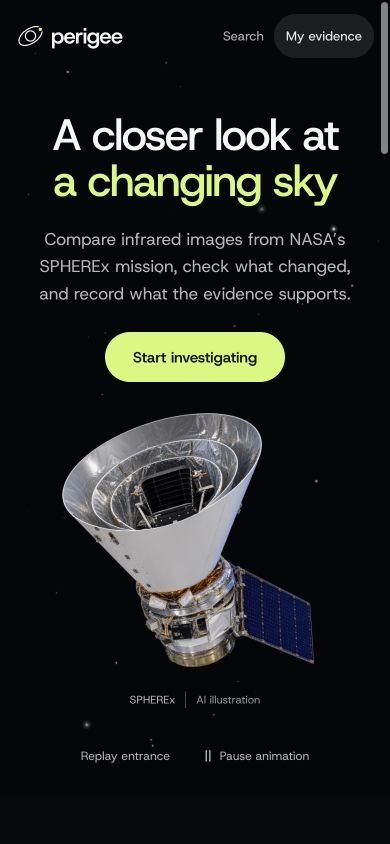 perigee
Search
My evidence
A closer look at
a changing sky
Compare infrared images from NASA's
SPHEREx mission, check what changed,
and record what the evidence supports.
Start investigating
SPHEREx
AI illustration
Replay entrance
Pause animation